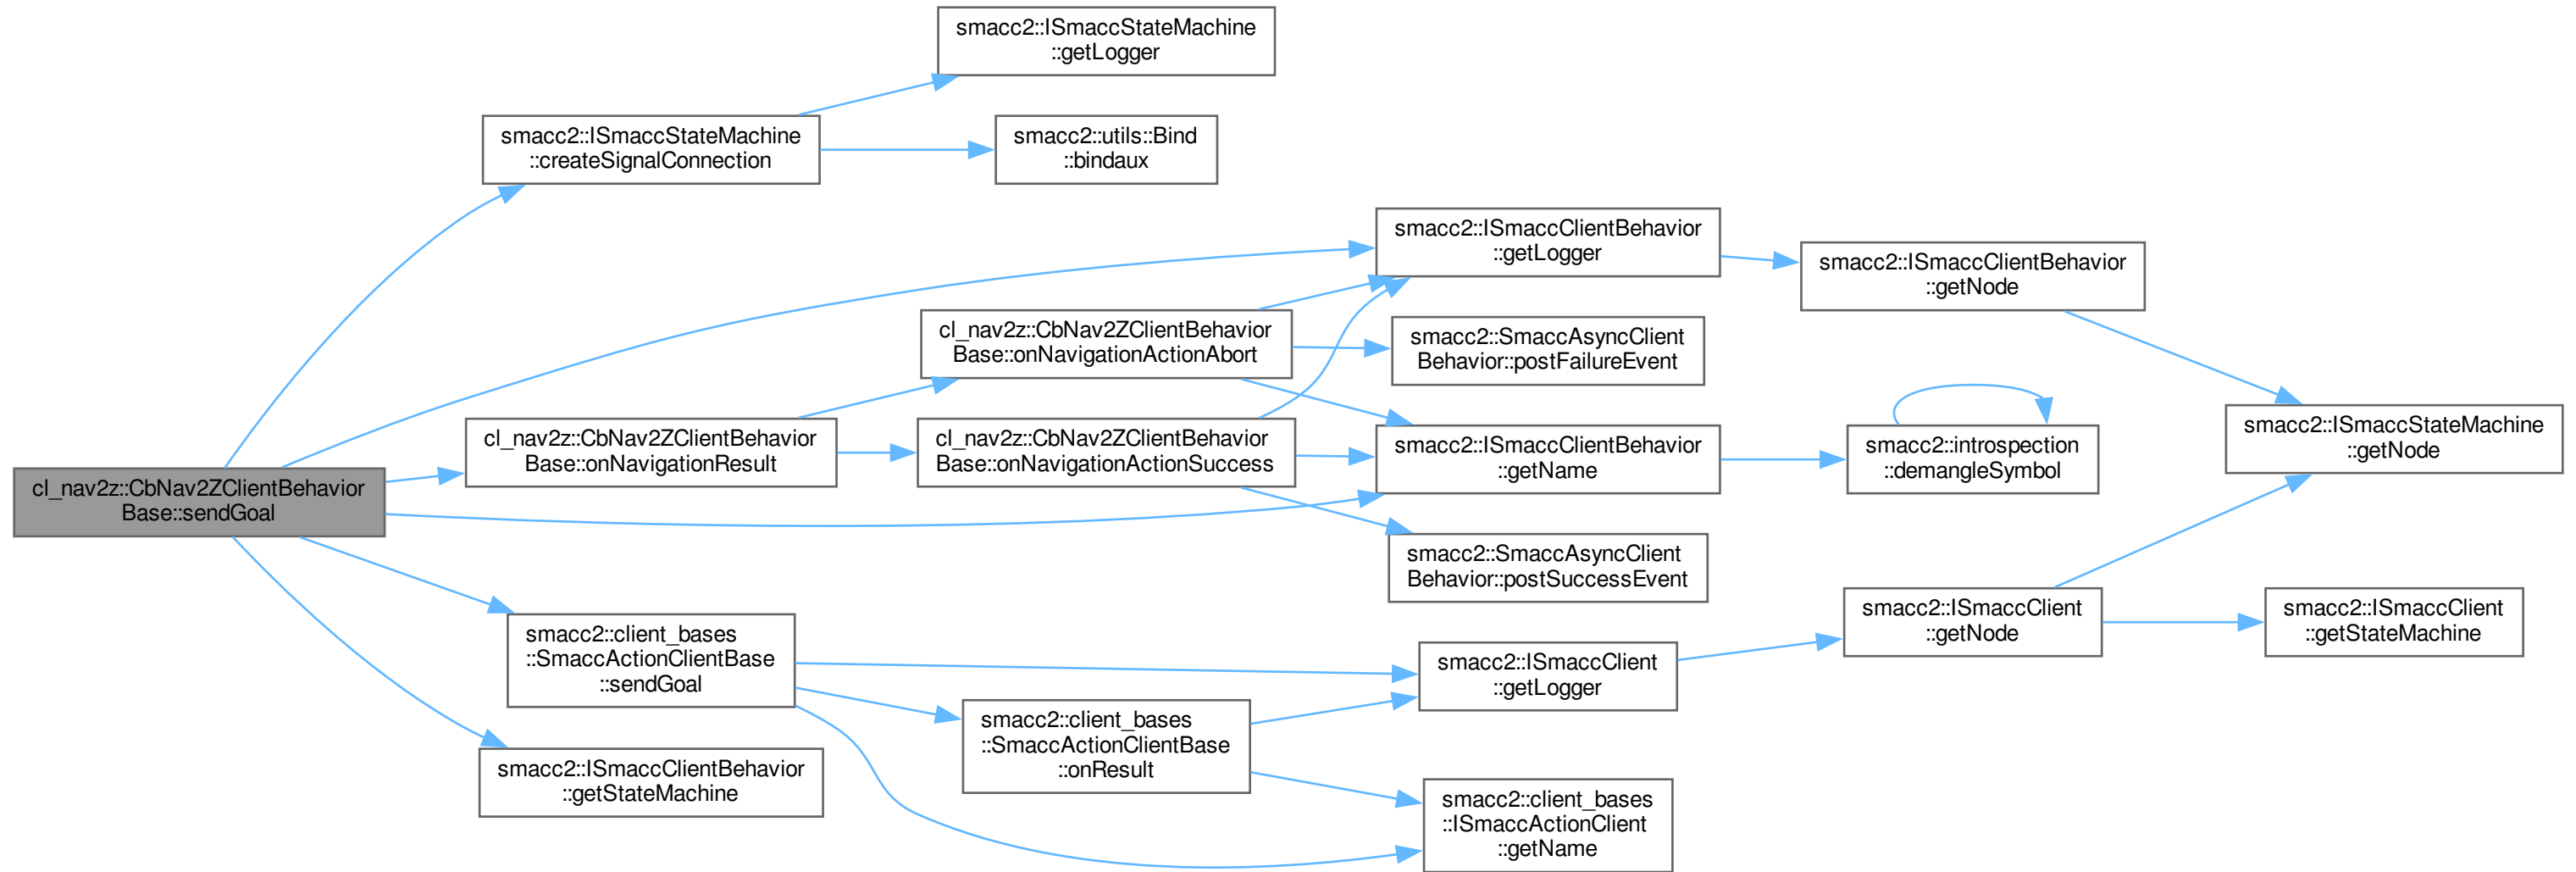 smacc2::ISmaccStateMachine
::getLogger
smacc2::ISmaccStateMachine
::createSignalConnection
smacc2::utils::Bind
::bindaux
smacc2::ISmaccClientBehavior
::getLogger
smacc2::ISmaccClientBehavior
::getNode
cl_nav2z::CbNav2ZClientBehavior
Base::onNavigationActionAbort
smacc2::SmaccAsyncClient
Behavior::postFailureEvent
cl_nav2z::CbNav2ZClientBehavior
Base::onNavigationResult
cl_nav2z::CbNav2ZClientBehavior
Base::onNavigationActionSuccess
smacc2::ISmaccClientBehavior
::getName
smacc2::introspection
::demangleSymbol
smacc2::ISmaccStateMachine
::getNode
cl_nav2z::CbNav2ZClientBehavior
Base::sendGoal
smacc2::SmaccAsyncClient
Behavior::postSuccessEvent
smacc2::client_bases
::SmaccActionClientBase
::sendGoal
smacc2::ISmaccClient
::getLogger
smacc2::ISmaccClient
::getNode
smacc2::ISmaccClient
::getStateMachine
smacc2::client_bases
::SmaccActionClientBase
::onResult
smacc2::ISmaccClientBehavior
::getStateMachine
smacc2::client_bases
::ISmaccActionClient
::getName